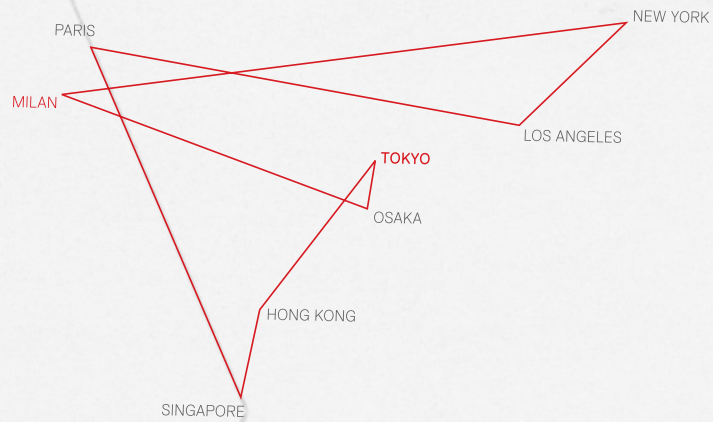 NEW YORK
PARIS
MILAN
LOS ANGELES
TOKYO
OSAKA
HONG KONG
SINGAPORE